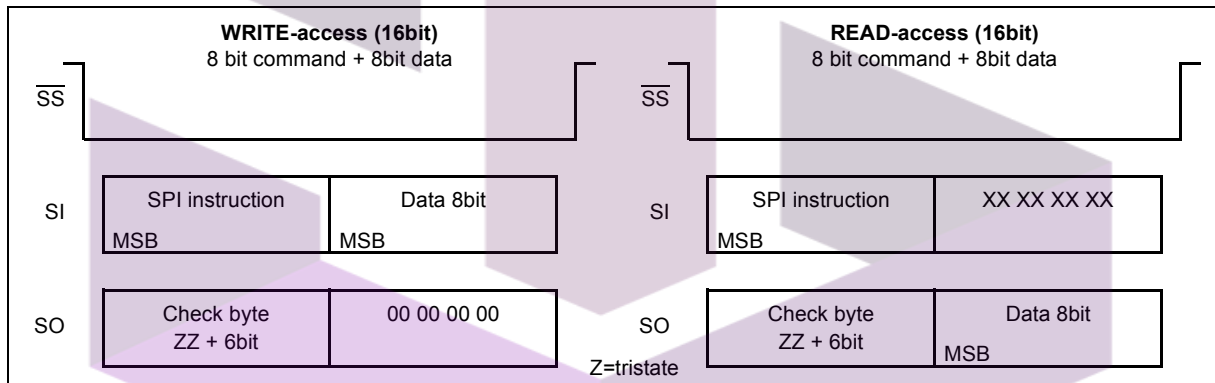 WRITE-access (16bit)
8 bit command + 8bit data
SS
SI
SPI instruction
MSB
Data 8bit
MSB
SO
Check byte
ZZ + 6bit
00 00 00 00
READ-access (16bit)
8 bit command + 8bit data
SS
SI
SPI instruction
MSB
XX XX XX XX
SO
Check byte
ZZ + 6bit
Data 8bit
MSB
Z=tristate